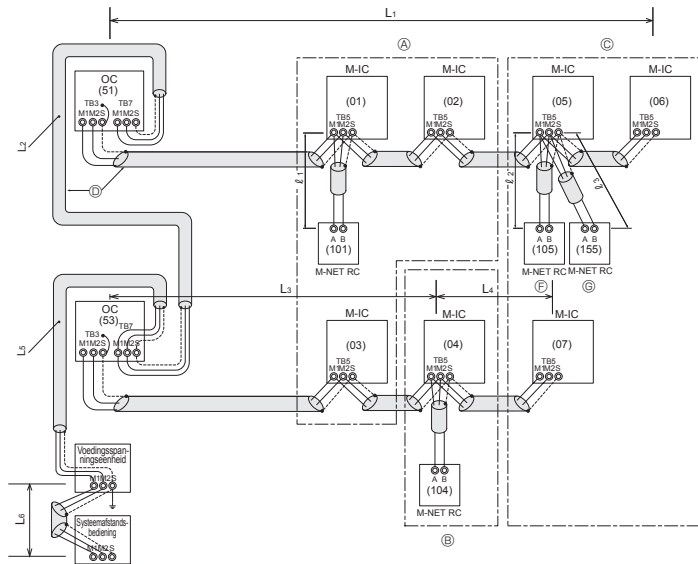 L1
Ⓐ
Ⓒ
OC
(51)
TB3 TB7
M1M2S M1M2S
M-IC
(01)
TB5
M1M2S
M-IC
(02)
TB5
M1M2S
M-IC
(05)
TB5
M1M2S
M-IC
(06)
TB5
M1M2S
L2
Ⓓ
ℓ1
ℓ2
ℓ3
A B
(101)
M-NET RC
A B
(105)
M-NET RC
Ⓕ
A B
(155)
M-NET RC
Ⓖ
L3
L4
OC
(53)
TB3 TB7
M1M2S M1M2S
M-IC
(03)
TB5
M1M2S
M-IC
(04)
TB5
M1M2S
M-IC
(07)
TB5
M1M2S
L5
A B
(104)
M-NET RC
Ⓑ
Voedingsspan-
ningseenheid
M1M2S
L6
Systeemafstands-
bediening
M1M2S